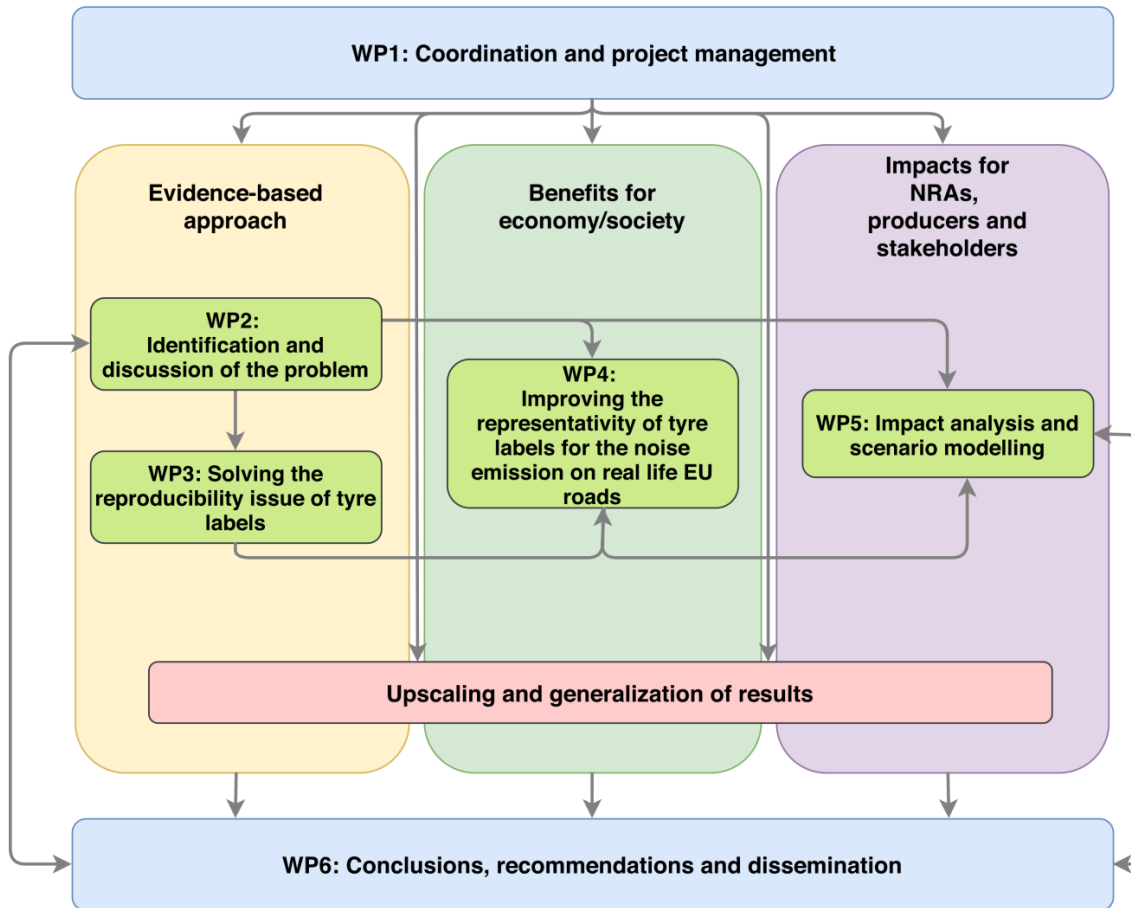 WP1: Coordination and project management
Evidence-based
approach
Benefits for
economy/society
Impacts for
NRAs,
producers and
stakeholders
WP2:
Identification and
discussion of the problem
WP4:
Improving the
representativity of tyre
labels for the noise
emission on real life EU
roads
WP5: Impact analysis and
scenario modelling
WP3: Solving the
reproducibility issue of tyre
labels
Upscaling and generalization of results
WP6: Conclusions, recommendations and dissemination